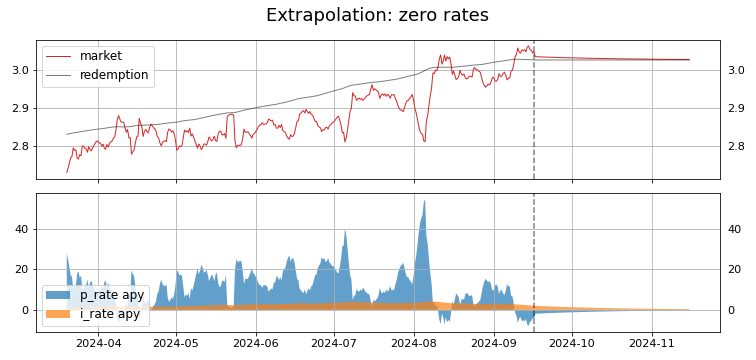 Extrapolation: zero rates
market
redemption
3.0
2.9
2.8
3.0
2.9
2.8
40
20
0
40
20
0
p_rate apy
i_rate apy
2024-04 2024-05 2024-06 2024-07 2024-08 2024-09 2024-10 2024-11